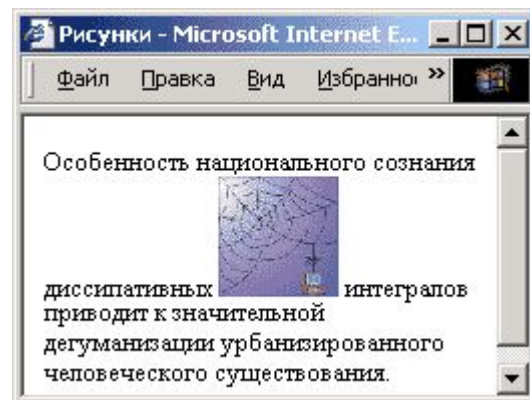 Рисунки - Microsoft Internet E...
Файл Правка Вид Избранно »
Особенность национального сознания
диссипативных интегралов
приводит к значительной
дегуманизации урбанизированного
человеческого существования.